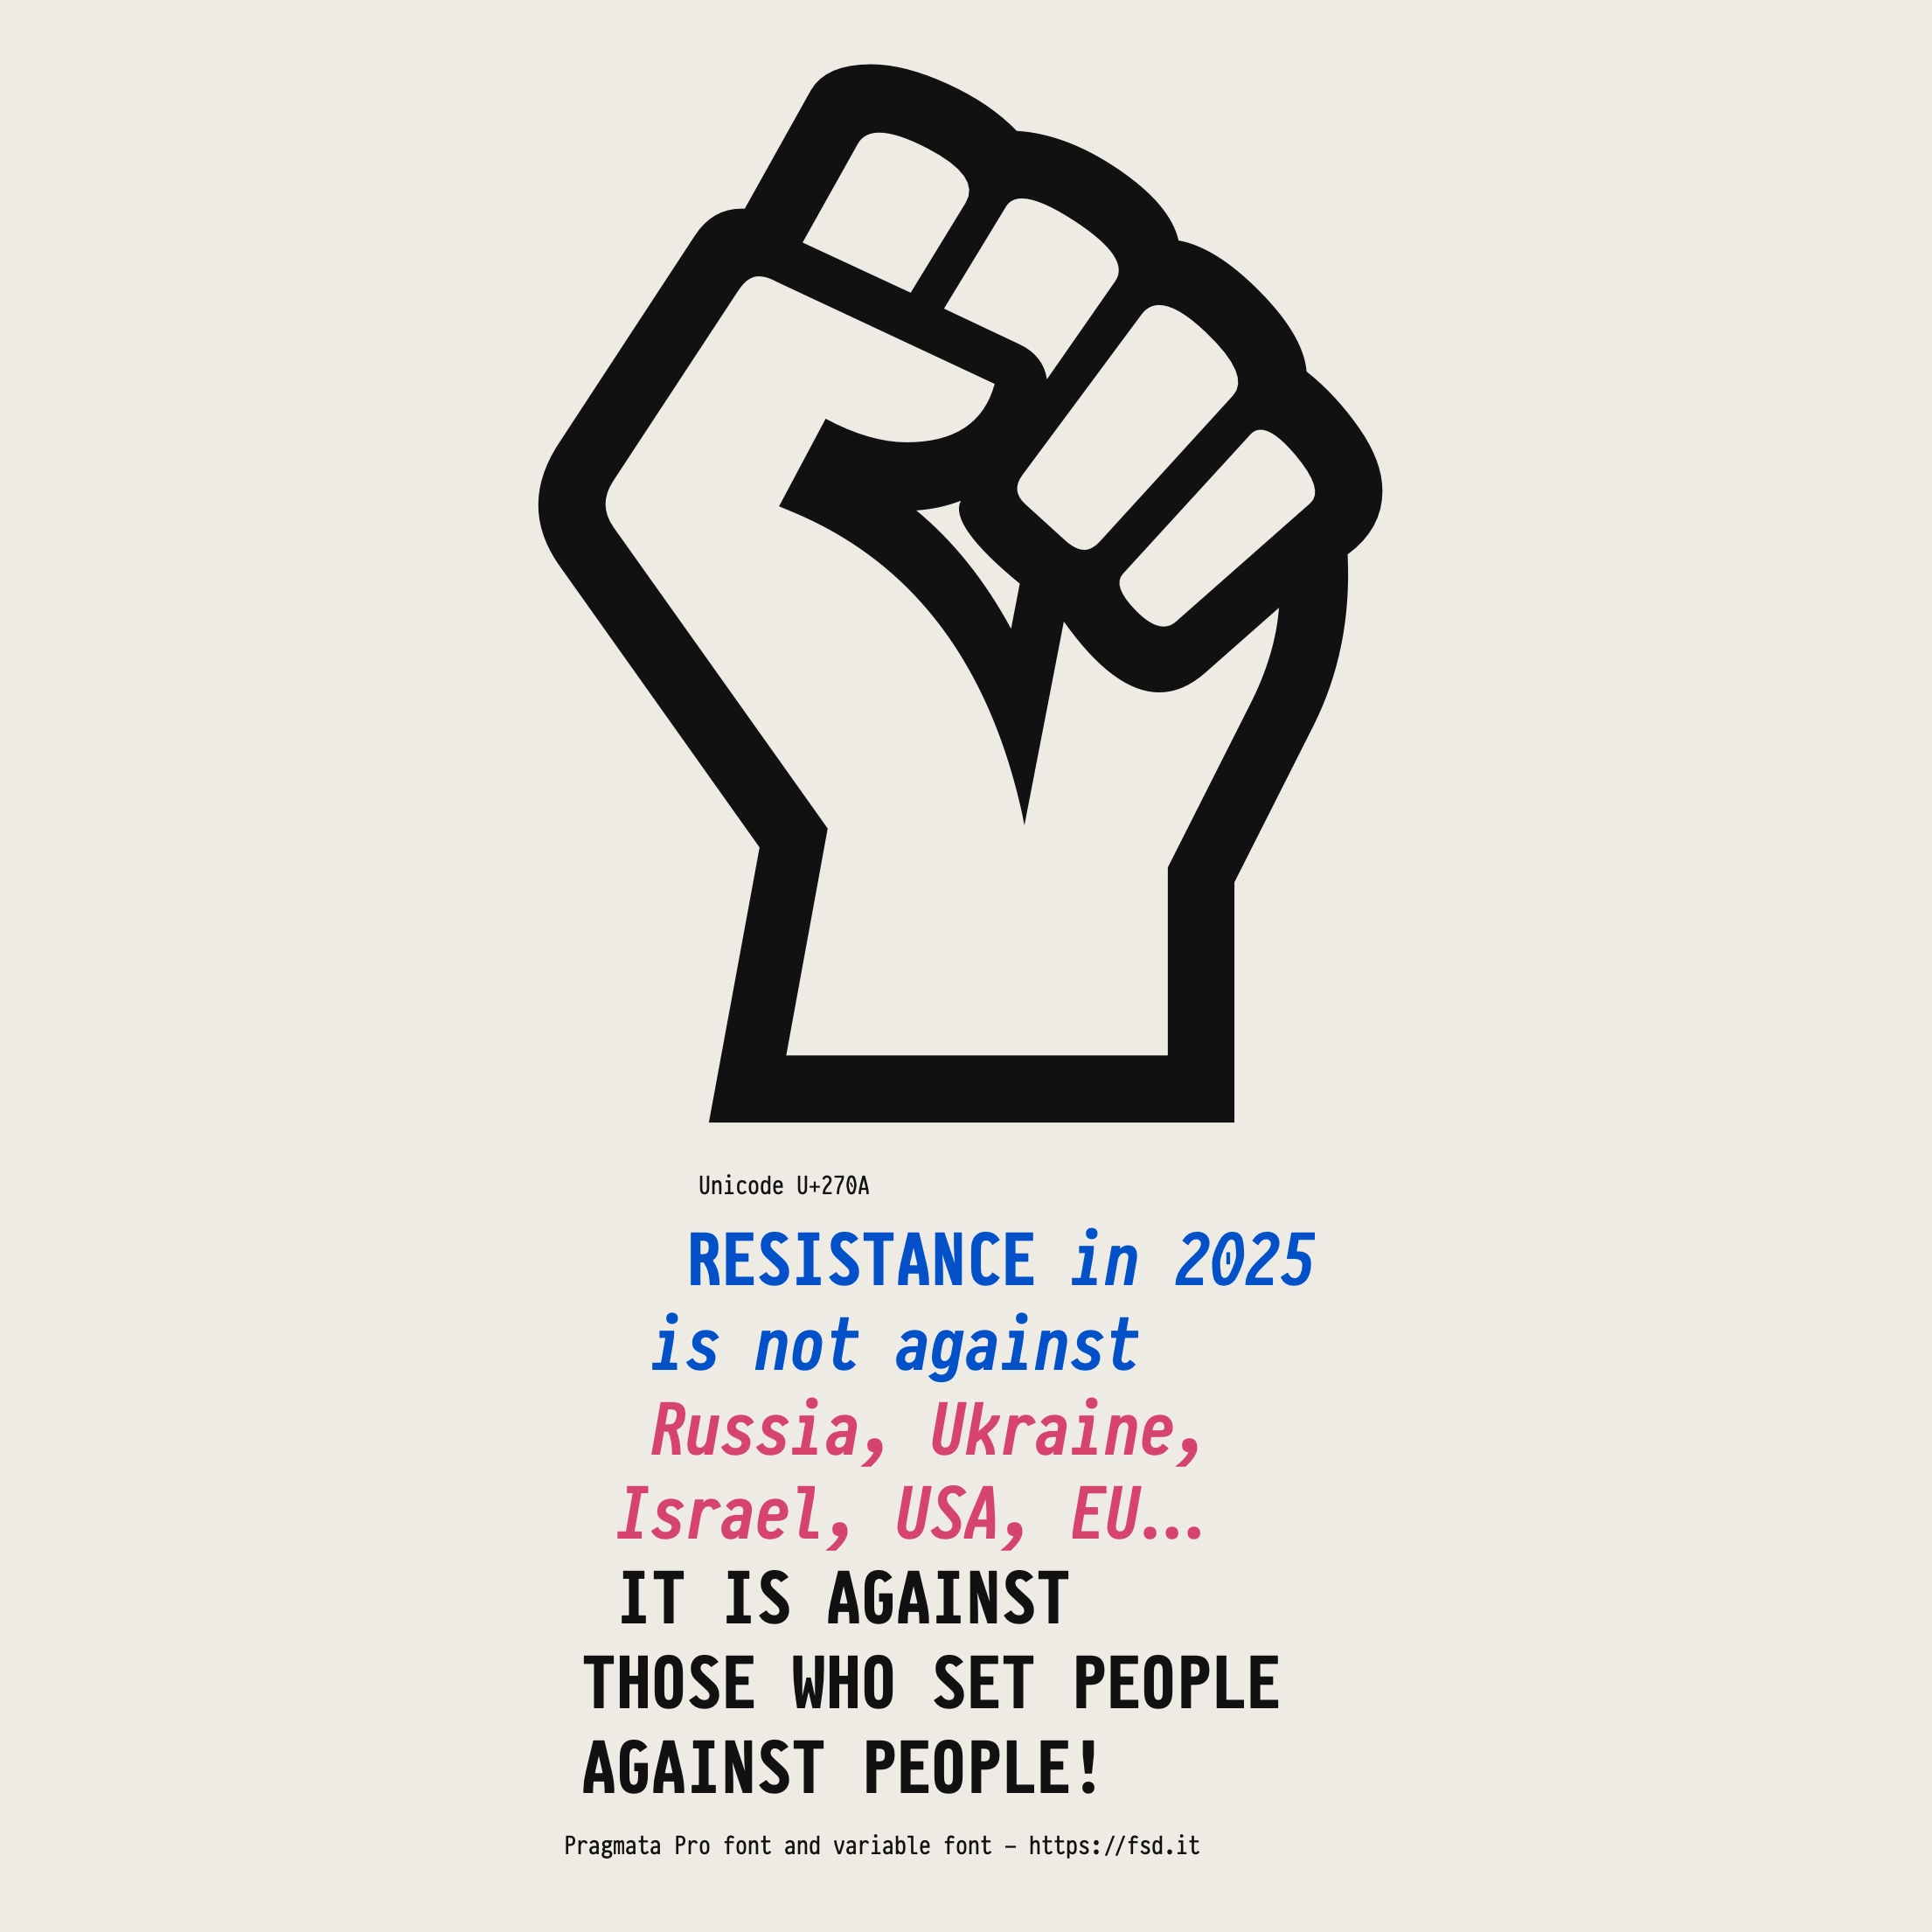 Unicode U+270A
RESISTANCE in 2025
is not against
Russia, Ukraine,
Israel, USA, EU…
IT IS AGAINST
THOSE WHO SET PEOPLE
AGAINST PEOPLE!
Pragmata Pro font and variable font — https://fsd.it